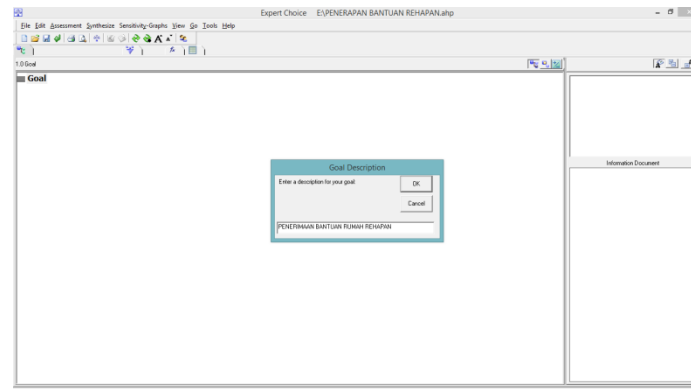 Expert Choice E:\PENERAPAN BANTUAN REHAPAN.ahp
File Edit Assessment Synthesize Sensitivity-Graphs View Go Tools Help
1.0 Goal
Goal
Goal Description
Enter a description for your goal:
OK
Cancel
PENERIMAAN BANTUAN RUMAH REHAPAN
Information Document